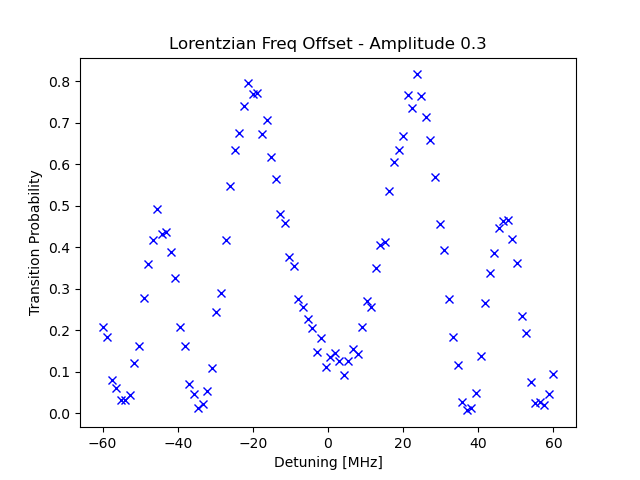 Lorentzian Freq Offset - Amplitude 0.3
0.8
0.7
0.6
0.5
0.4
0.3
0.2
0.1
0.0
Transition Probability
−60 −40 −20 0 20 40 60
Detuning [MHz]